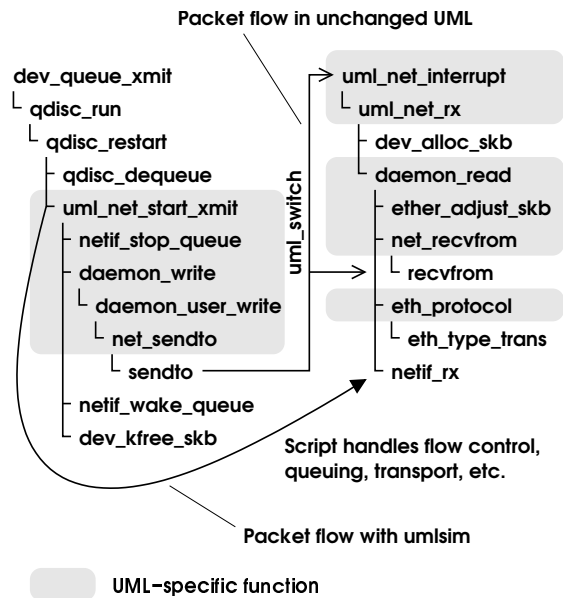 Packet flow in unchanged UML
dev_queue_xmit
qdisc_run
qdisc_restart
qdisc_dequeue
uml_net_start_xmit
netif_stop_queue
daemon_write
daemon_user_write
net_sendto
sendto
netif_wake_queue
dev_kfree_skb
uml_switch
uml_net_interrupt
uml_net_rx
dev_alloc_skb
daemon_read
ether_adjust_skb
net_recvfrom
recvfrom
eth_protocol
eth_type_trans
netif_rx
Script handles flow control,
queuing, transport, etc.
Packet flow with umlsim
UML-specific function